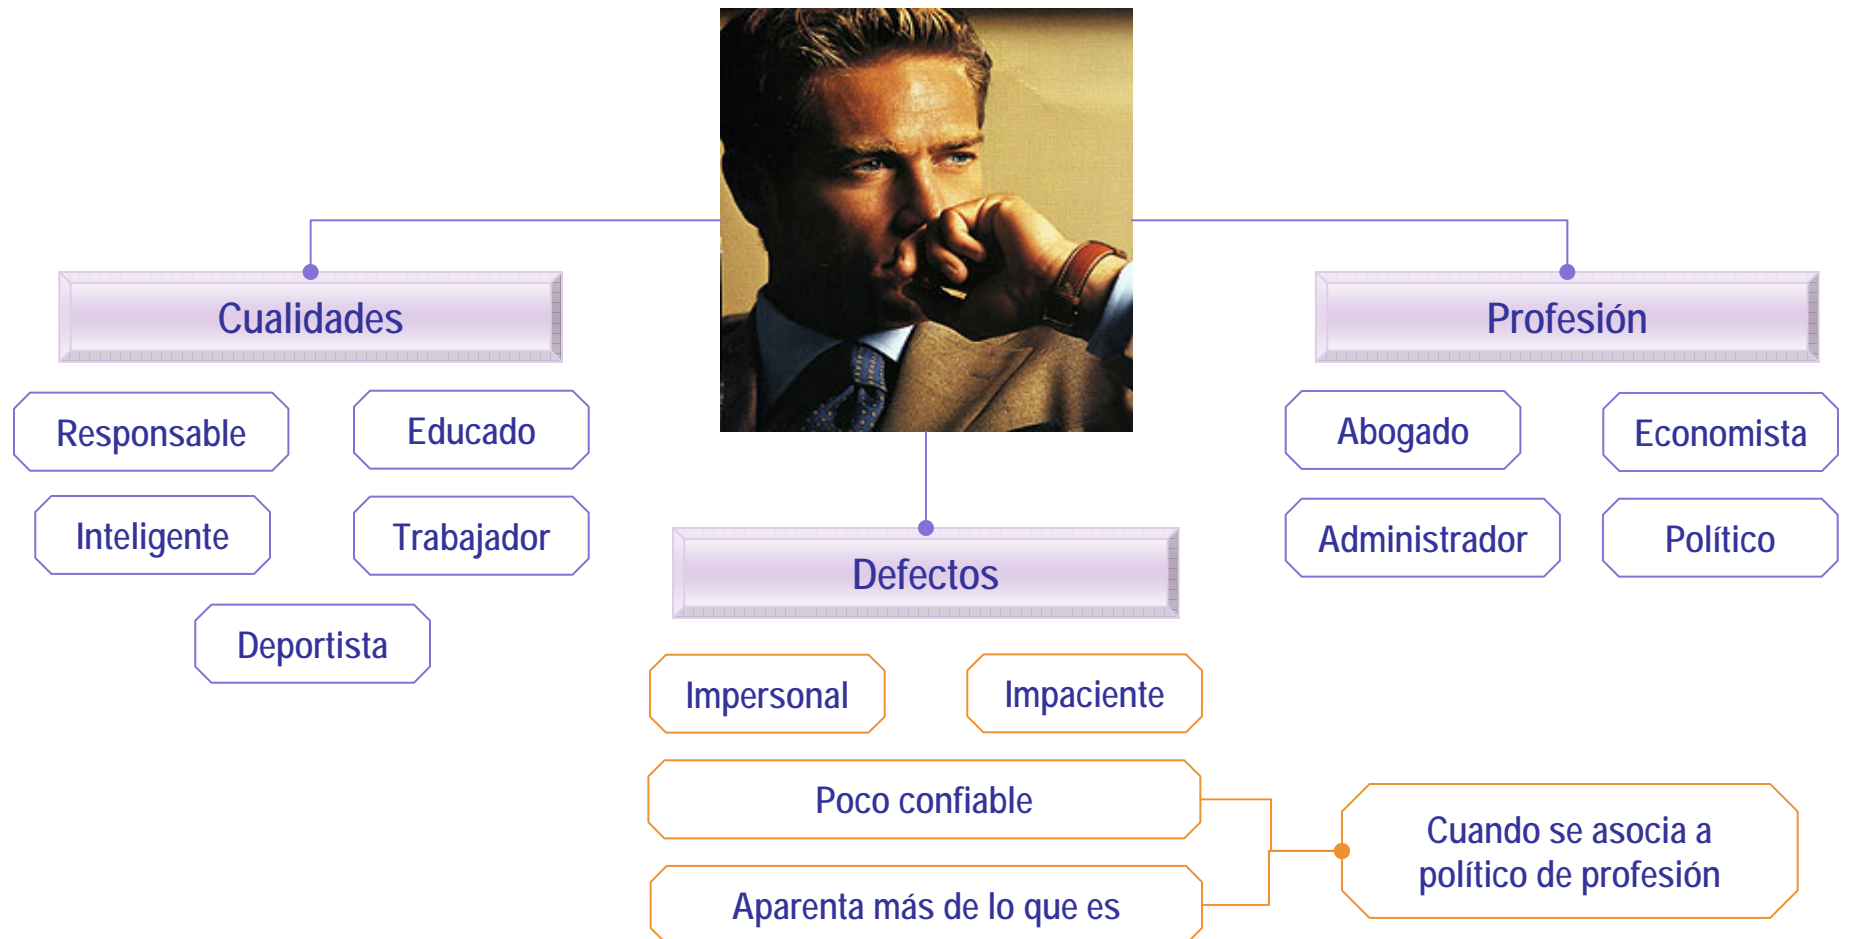 Cualidades
Responsable
Educado
Inteligente
Trabajador
Deportista
Defectos
Impersonal
Impaciente
Poco confiable
Aparenta más de lo que es
Cuando se asocia a
político de profesión
Profesión
Abogado
Economista
Administrador
Político